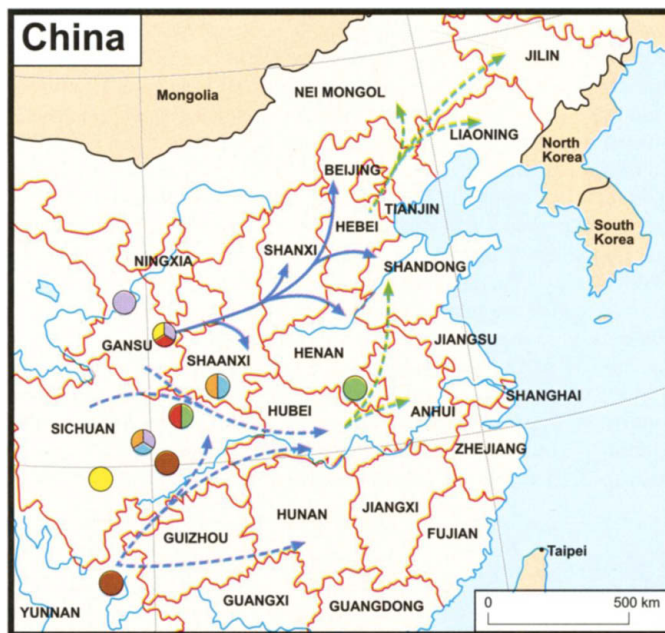 China
JILIN
Mongolia
NEI MONGOL
LIAONING
North
Korea
BEIJING
TIANJIN
HEBEI
South
Korea
SHANXI
NINGXIA
SHANDONG
GANSU
SHAANXI
HENAN
JIANGSU
SHANGHAI
HUBEI
ANHUI
SICHUAN
ZHEJIANG
GUIZHOU
HUNAN
JIANGXI
FUJIAN
Taipei
YUNNAN
GUANGXI
GUANGDONG
0 500 km